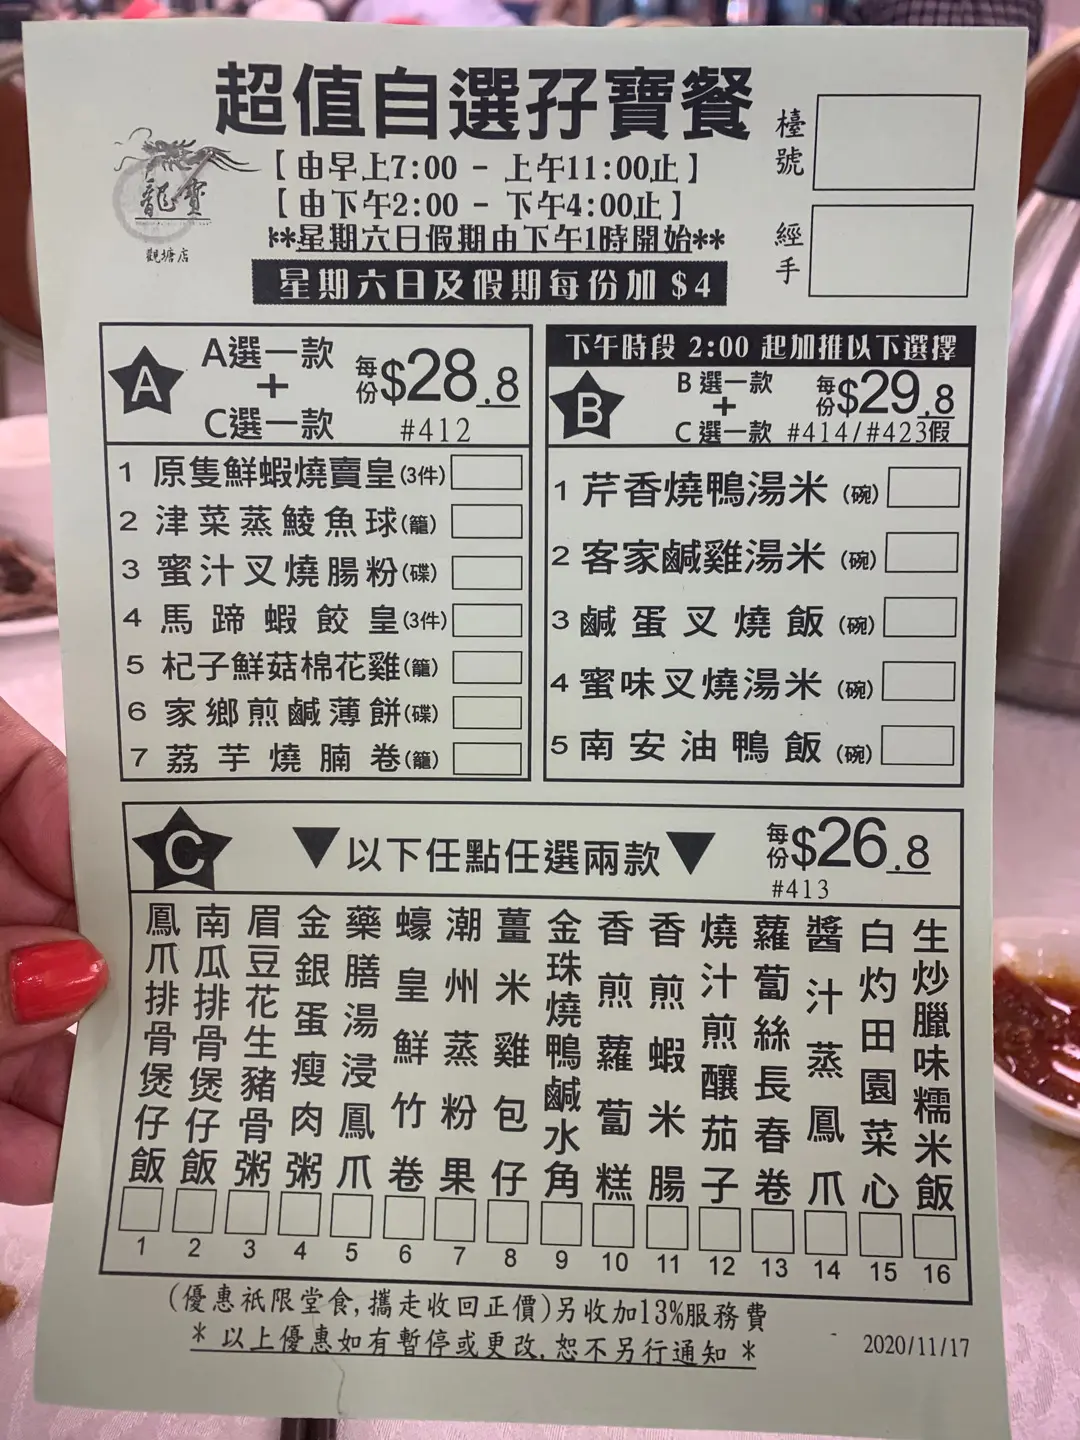 超值自選孖寶餐
【由早上7:00 - 上午11:00止】
【由下午2:00 - 下午4:00止】
**星期六日假期由下午1時開始**
星期六日及假期每份加 $4
龍寶
觀塘店
檯號
經手
A
A選一款
+
C選一款
每份$28.8
#412
1 原隻鮮蝦燒賣皇(3件)
2 津菜蒸鯪魚球(籠)
3 蜜汁叉燒腸粉(碟)
4 馬蹄蝦餃皇(3件)
5 杞子鮮菇棉花雞(籠)
6 家鄉煎鹹薄餅(碟)
7 荔芋燒腩卷(籠)
下午時段 2:00 起加推以下選擇
B
B 選一款
+
C 選一款
每份$29.8
#414/#423假
1 芹香燒鴨湯米 (碗)
2 客家鹹雞湯米 (碗)
3 鹹蛋叉燒飯 (碗)
4 蜜味叉燒湯米 (碗)
5 南安油鴨飯 (碗)
C
▼以下任點任選兩款▼
每份$26.8
#413
鳳爪排骨煲仔飯 1
南瓜排骨煲仔飯 2
眉豆花生豬骨粥 3
金銀蛋瘦肉粥 4
藥膳湯浸鳳爪 5
蠔皇鮮竹卷 6
潮州蒸粉果 7
薑米雞包仔 8
金珠燒鴨鹹水角 9
香煎蘿蔔糕 10
香煎蝦米腸 11
燒汁煎釀茄子 12
蘿蔔絲長春卷 13
醬汁蒸鳳爪 14
白灼田園菜心 15
生炒臘味糯米飯 16
(優惠祇限堂食,攜走收回正價)另收加13%服務費
* 以上優惠如有暫停或更改,恕不另行通知 *
2020/11/17